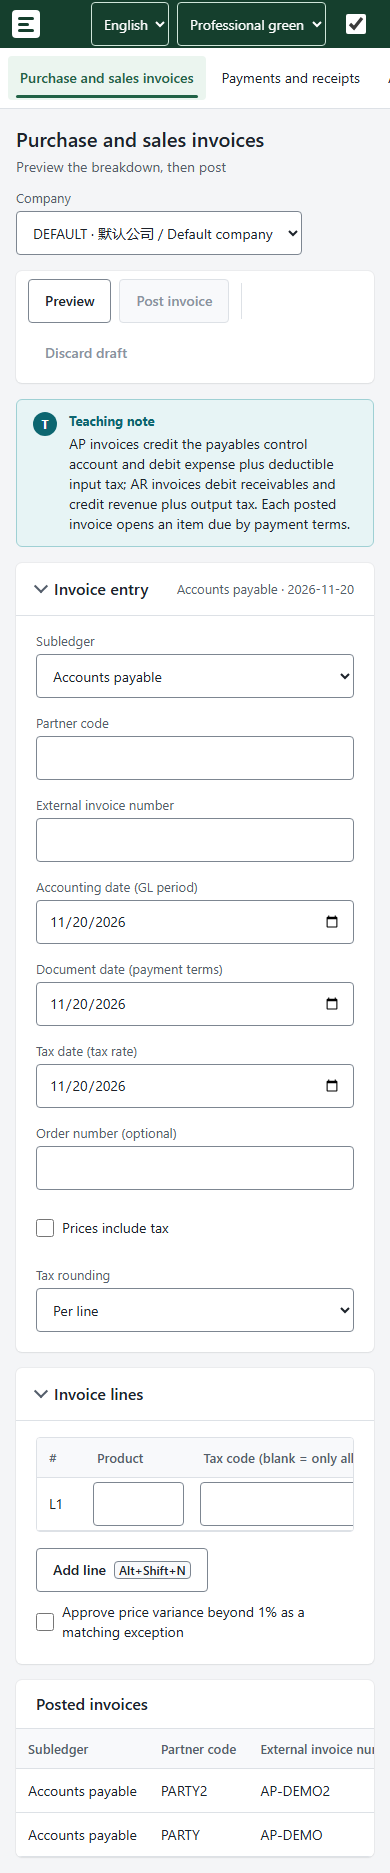 English Professional green
Purchase and sales invoices Payments and receipts
Purchase and sales invoices
Preview the breakdown, then post
Company
DEFAULT · 默认公司 / Default company
Preview Post invoice
Discard draft
T Teaching note
AP invoices credit the payables control
account and debit expense plus deductible
input tax; AR invoices debit receivables and
credit revenue plus output tax. Each posted
invoice opens an item due by payment terms.
Invoice entry Accounts payable · 2026-11-20
Subledger
Accounts payable
Partner code
External invoice number
Accounting date (GL period)
11/20/2026
Document date (payment terms)
11/20/2026
Tax date (tax rate)
11/20/2026
Order number (optional)
Prices include tax
Tax rounding
Per line
Invoice lines
# Product Tax code (blank = only all
L1
Add line Alt+Shift+N
Approve price variance beyond 1% as a
matching exception
Posted invoices
Subledger Partner code External invoice nu
Accounts payable PARTY2 AP-DEMO2
Accounts payable PARTY AP-DEMO